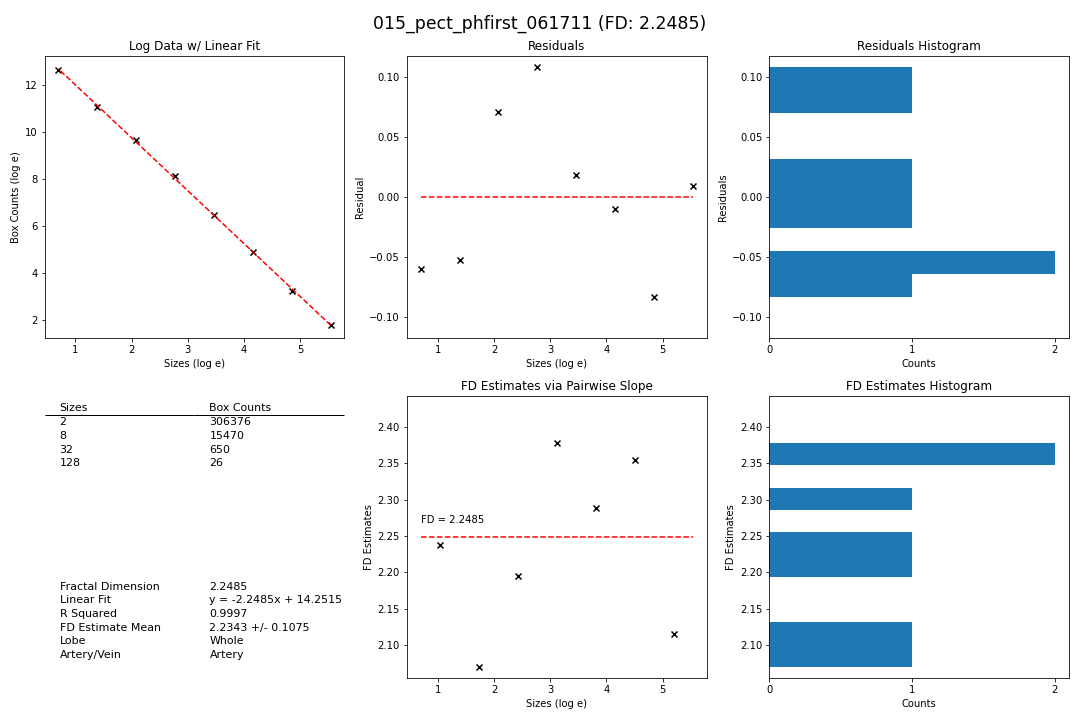 015_pect_phfirst_061711 (FD: 2.2485)
Log Data w/ Linear Fit
Box Counts (log e)
12
10
8
6
4
2
1 2 3 4 5
Sizes (log e)
Residuals
Residual
0.10
0.05
0.00
−0.05
−0.10
1 2 3 4 5
Sizes (log e)
Residuals Histogram
Residuals
0.10
0.05
0.00
−0.05
−0.10
0 1 2
Counts
Sizes Box Counts
2 306376
8 15470
32 650
128 26
Fractal Dimension 2.2485
Linear Fit y = -2.2485x + 14.2515
R Squared 0.9997
FD Estimate Mean 2.2343 +/- 0.1075
Lobe Whole
Artery/Vein Artery
FD Estimates via Pairwise Slope
FD Estimates
2.40
2.35
2.30
2.25
2.20
2.15
2.10
FD = 2.2485
1 2 3 4 5
Sizes (log e)
FD Estimates Histogram
FD Estimates
2.40
2.35
2.30
2.25
2.20
2.15
2.10
0 1 2
Counts